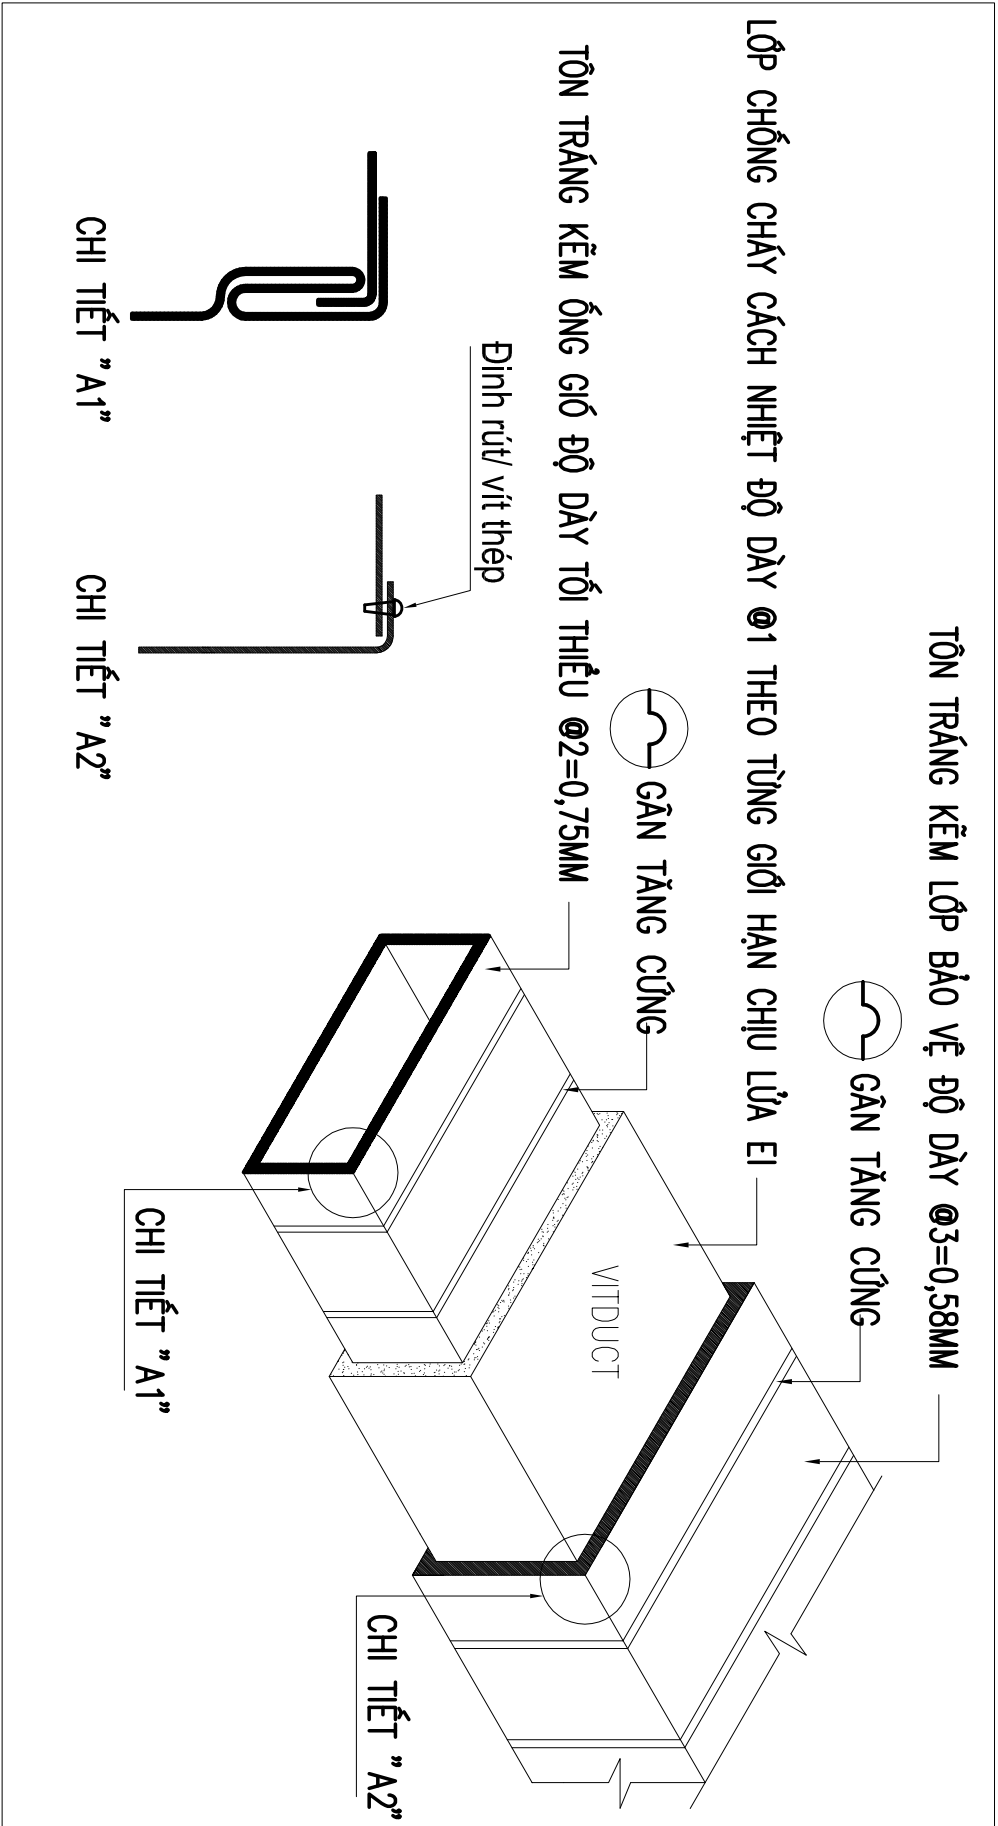 TÔN TRÁNG KẼM LỚP BẢO VỆ ĐỘ DÀY @3=0,58MM
GÂN TĂNG CỨNG
LỚP CHỐNG CHÁY CÁCH NHIỆT ĐỘ DÀY @1 THEO TỪNG GIỚI HẠN CHỊU LỬA EI
GÂN TĂNG CỨNG
TÔN TRÁNG KẼM ỐNG GIÓ ĐỘ DÀY TỐI THIỂU @2=0,75MM
VITDUCT
Đinh rút/ vít thép
CHI TIẾT "A2"
CHI TIẾT "A1"
CHI TIẾT "A1"
CHI TIẾT "A2"